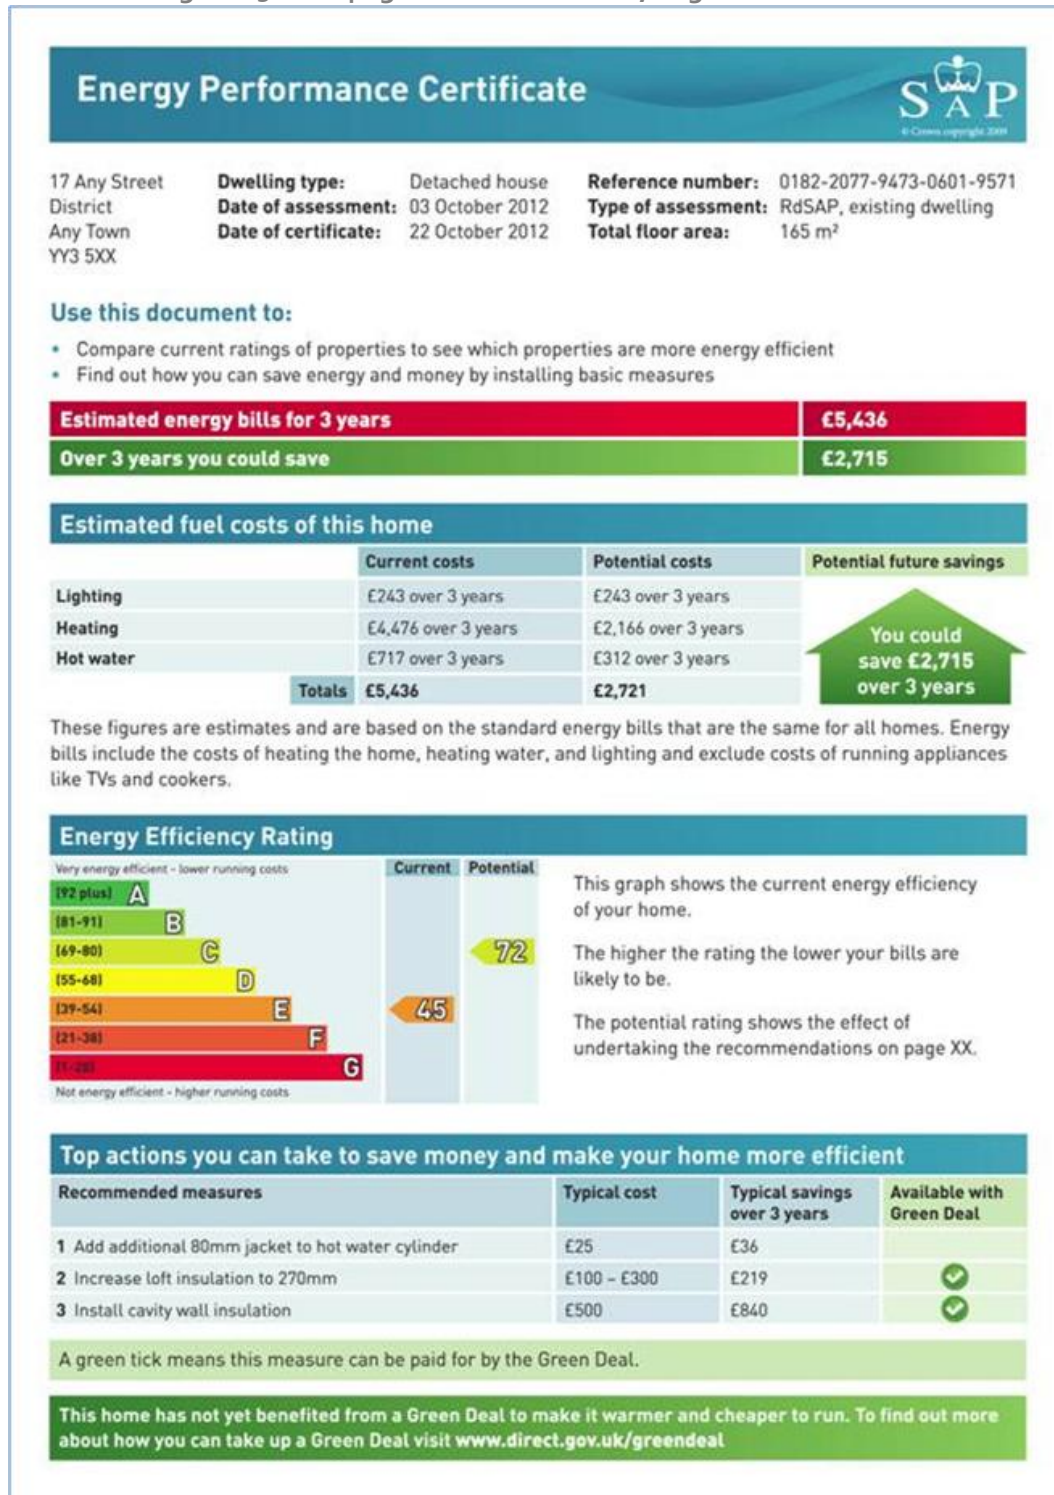 Energy Performance Certificate
SAP
© Crown copyright 2009
17 Any Street
District
Any Town
YY3 5XX
Dwelling type: Detached house
Date of assessment: 03 October 2012
Date of certificate: 22 October 2012
Reference number: 0182-2077-9473-0601-9571
Type of assessment: RdSAP, existing dwelling
Total floor area: 165 m²
Use this document to:
• Compare current ratings of properties to see which properties are more energy efficient
• Find out how you can save energy and money by installing basic measures
Estimated energy bills for 3 years £5,436
Over 3 years you could save £2,715
Estimated fuel costs of this home
Current costs Potential costs Potential future savings
Lighting £243 over 3 years £243 over 3 years
Heating £4,476 over 3 years £2,166 over 3 years
Hot water £717 over 3 years £312 over 3 years
Totals £5,436 £2,721
You could
save £2,715
over 3 years
These figures are estimates and are based on the standard energy bills that are the same for all homes. Energy
bills include the costs of heating the home, heating water, and lighting and exclude costs of running appliances
like TVs and cookers.
Energy Efficiency Rating
Very energy efficient - lower running costs Current Potential
(92 plus) A
(81-91) B
(69-80) C 72
(55-68) D
(39-54) E 45
(21-38) F
(1-20) G
Not energy efficient - higher running costs
This graph shows the current energy efficiency
of your home.
The higher the rating the lower your bills are
likely to be.
The potential rating shows the effect of
undertaking the recommendations on page XX.
Top actions you can take to save money and make your home more efficient
Recommended measures Typical cost Typical savings over 3 years Available with Green Deal
1 Add additional 80mm jacket to hot water cylinder £25 £36
2 Increase loft insulation to 270mm £100 – £300 £219
3 Install cavity wall insulation £500 £840
A green tick means this measure can be paid for by the Green Deal.
This home has not yet benefited from a Green Deal to make it warmer and cheaper to run. To find out more
about how you can take up a Green Deal visit www.direct.gov.uk/greendeal